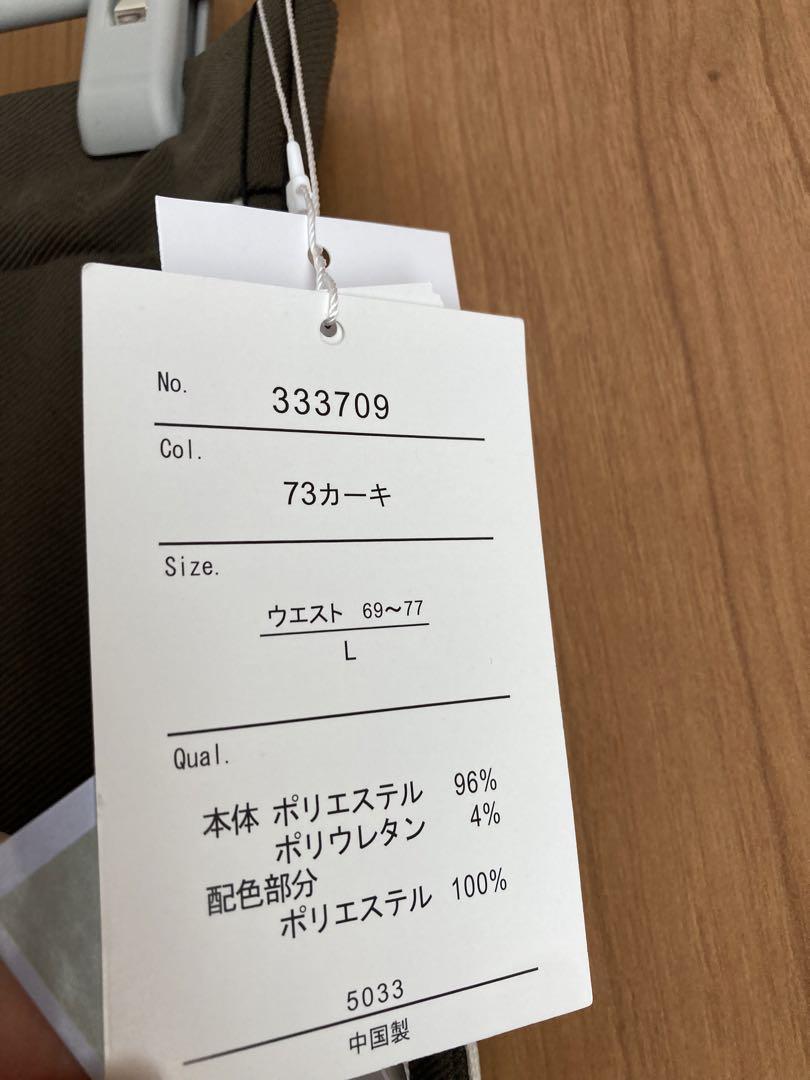 No.
333709
Col.
73カーキ
Size.
ウエスト 69〜77
L
Qual.
本体 ポリエステル 96%
ポリウレタン 4%
配色部分
ポリエステル 100%
5033
中国製